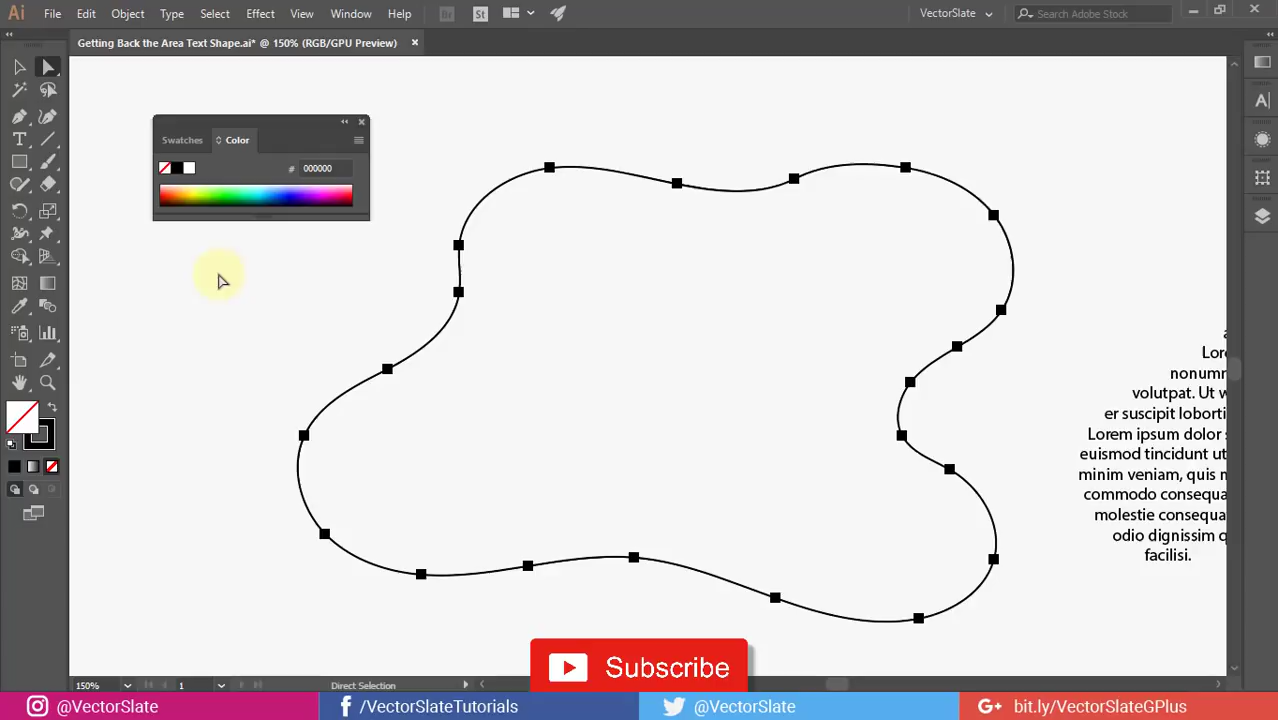 Ai File Edit Object Type Select Effect View Window Help Br St VectorSlate Search Adobe Stock
Getting Back the Area Text Shape.ai* @ 150% (RGB/GPU Preview)
Swatches Color
# 000000
a
Lore
nonumm
volutpat. Ut w
er suscipit loborti
Lorem ipsum dolor s
euismod tincidunt ut
minim veniam, quis n
commodo consequa
molestie consequa
odio dignissim q
facilisi.
Subscribe
150% 1 Direct Selection
@VectorSlate /VectorSlateTutorials @VectorSlate bit.ly/VectorSlateGPlus